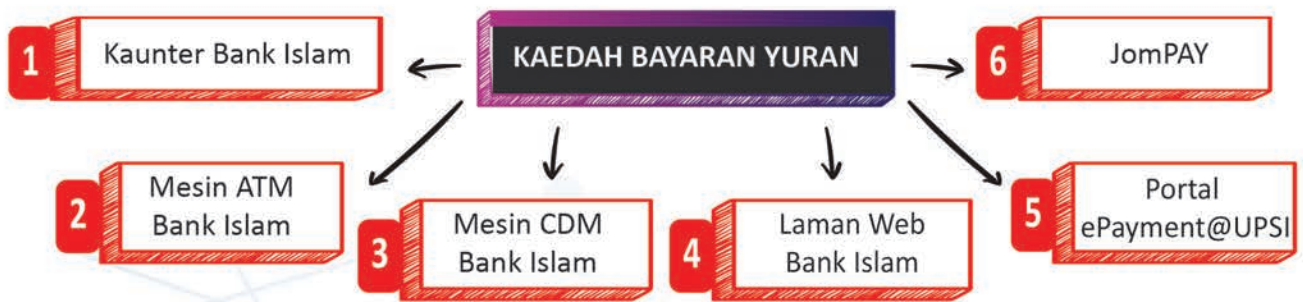 KAEDAH BAYARAN YURAN
1
Kaunter Bank Islam
2
Mesin ATM
Bank Islam
3
Mesin CDM
Bank Islam
4
Laman Web
Bank Islam
5
Portal
ePayment@UPSI
6
JomPAY